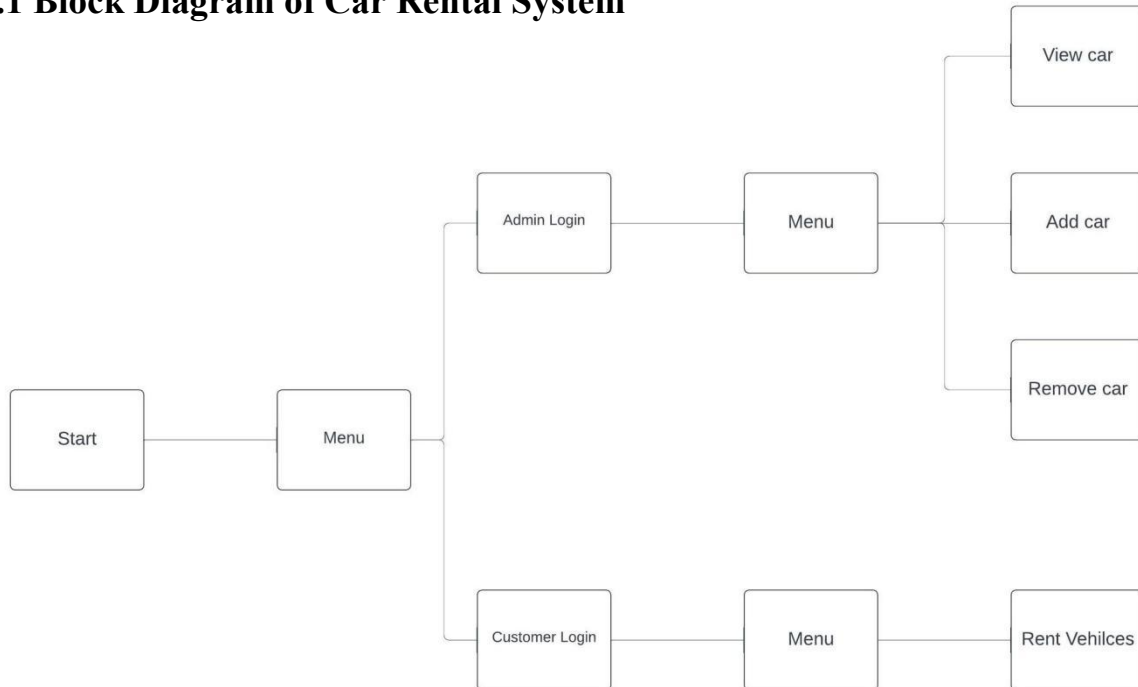 .1 Block Diagram of Car Rental System
View car
Admin Login
Menu
Add car
Remove car
Start
Menu
Customer Login
Menu
Rent Vehilces